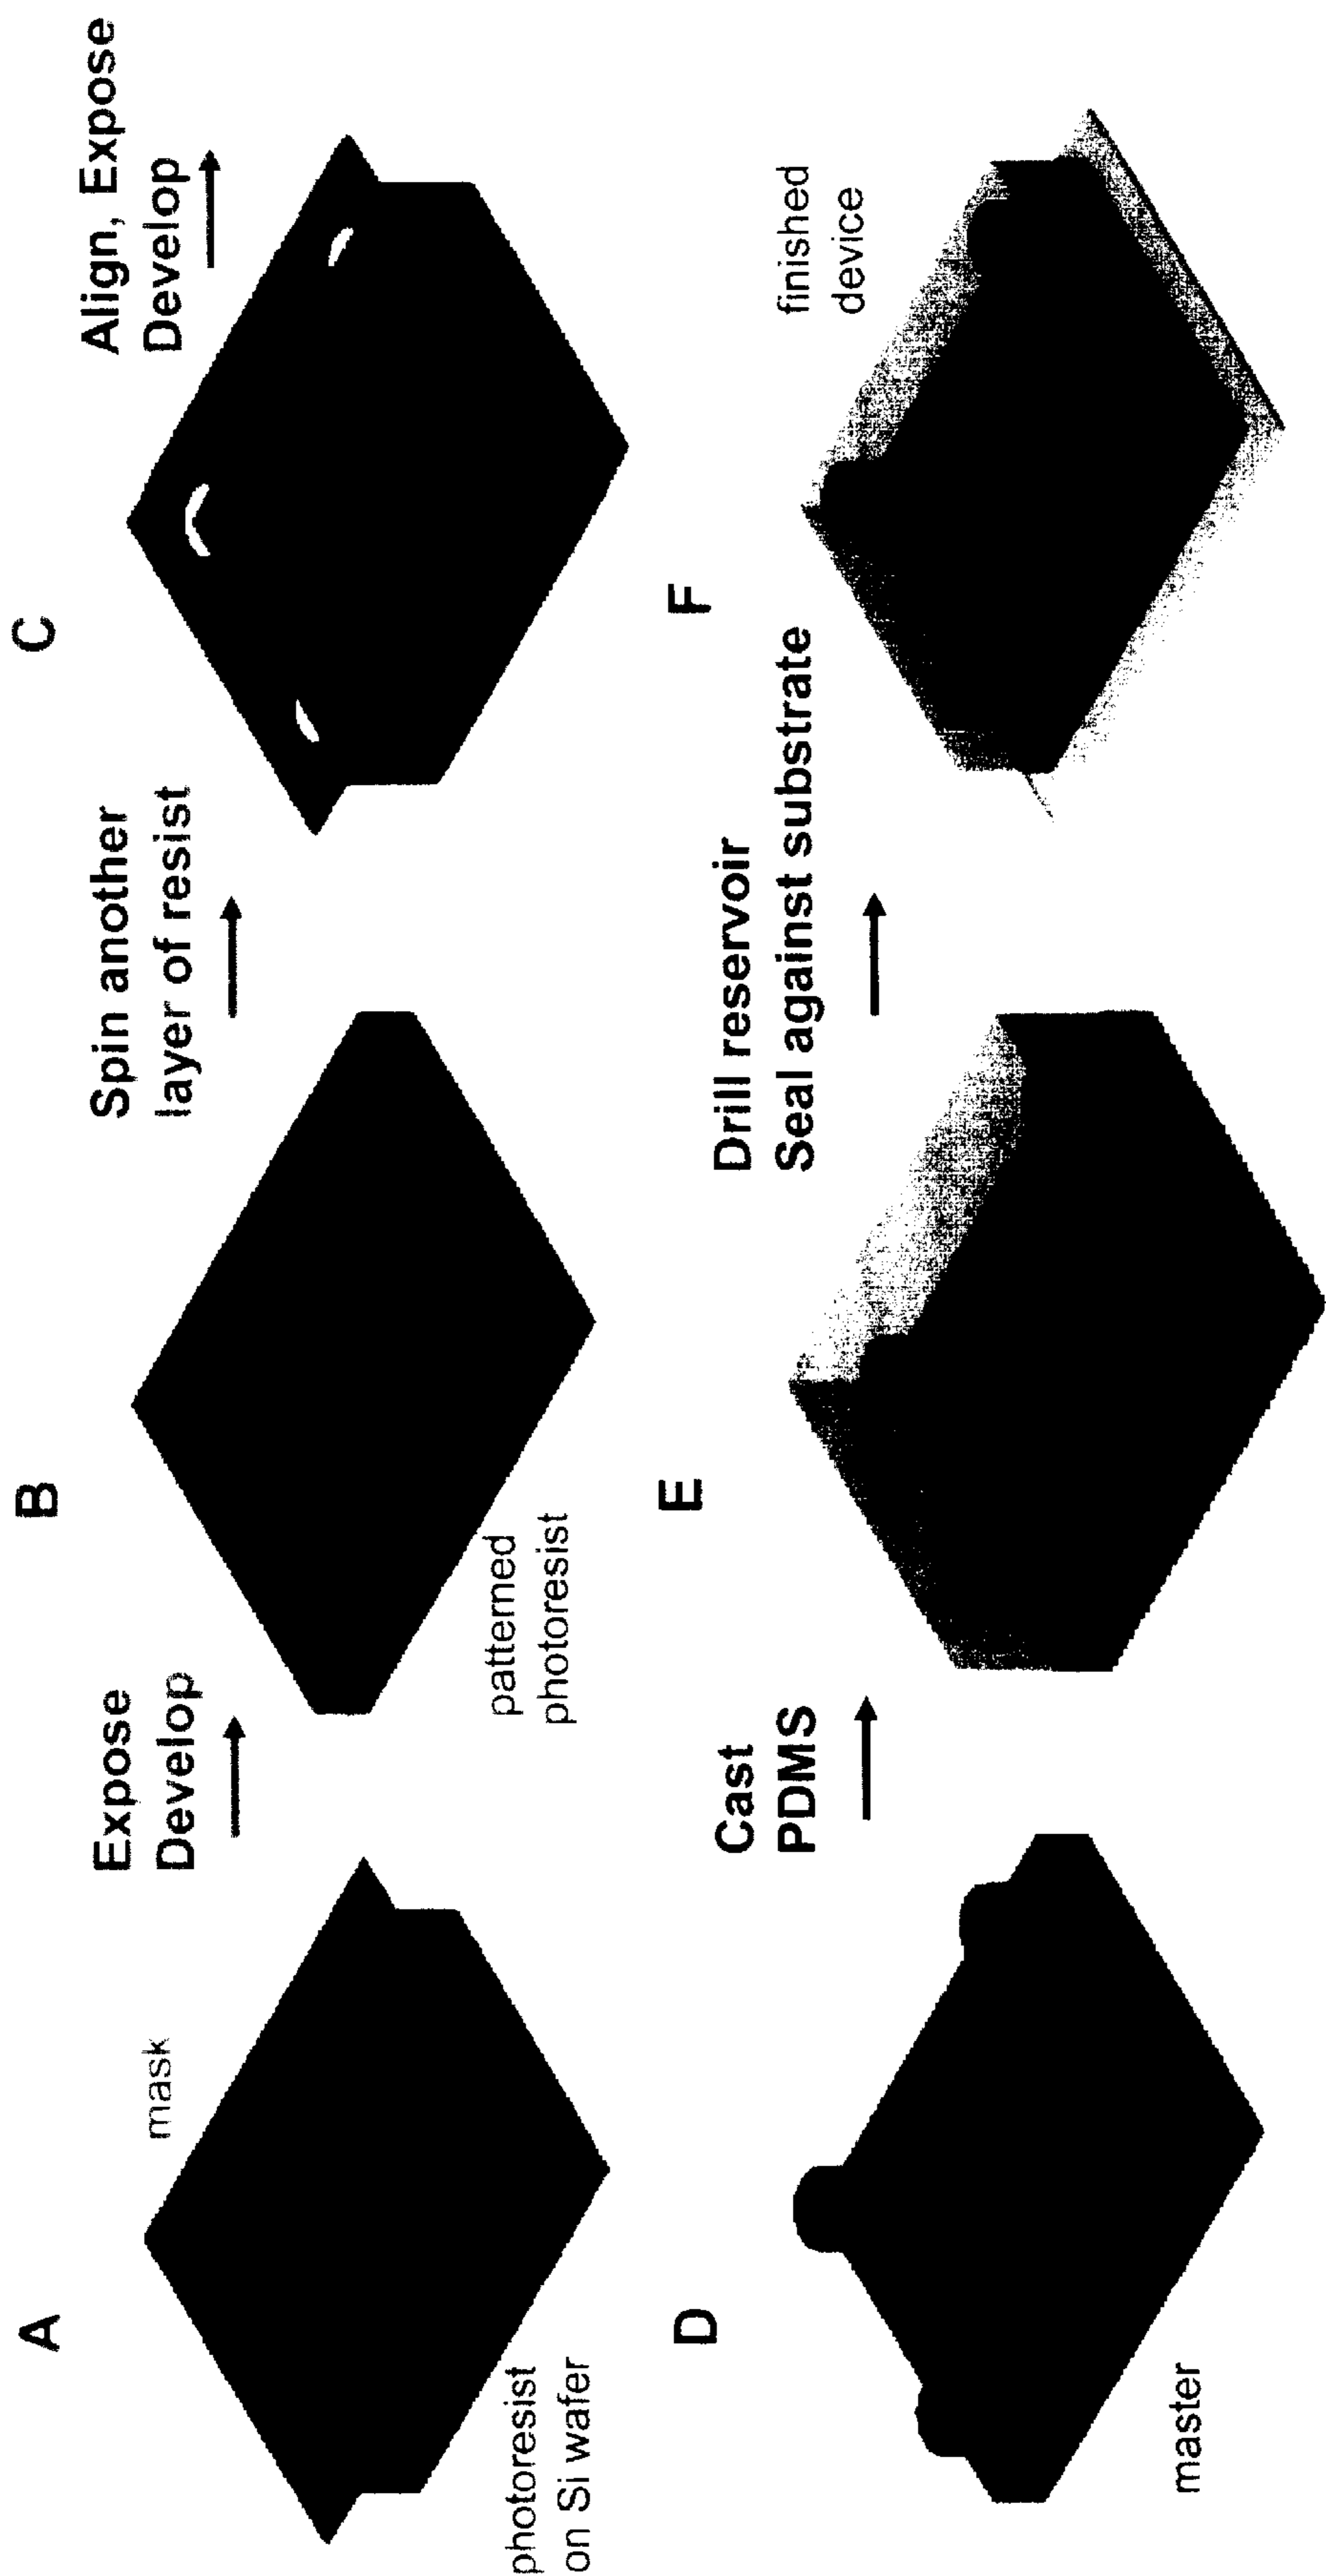 A
mask
photoresist
on Si wafer
Expose
Develop
B
patterned
photoresist
Spin another
layer of resist
C
Align, Expose
Develop
D
master
Cast
PDMS
E
Drill reservoir
Seal against substrate
F
finished
device